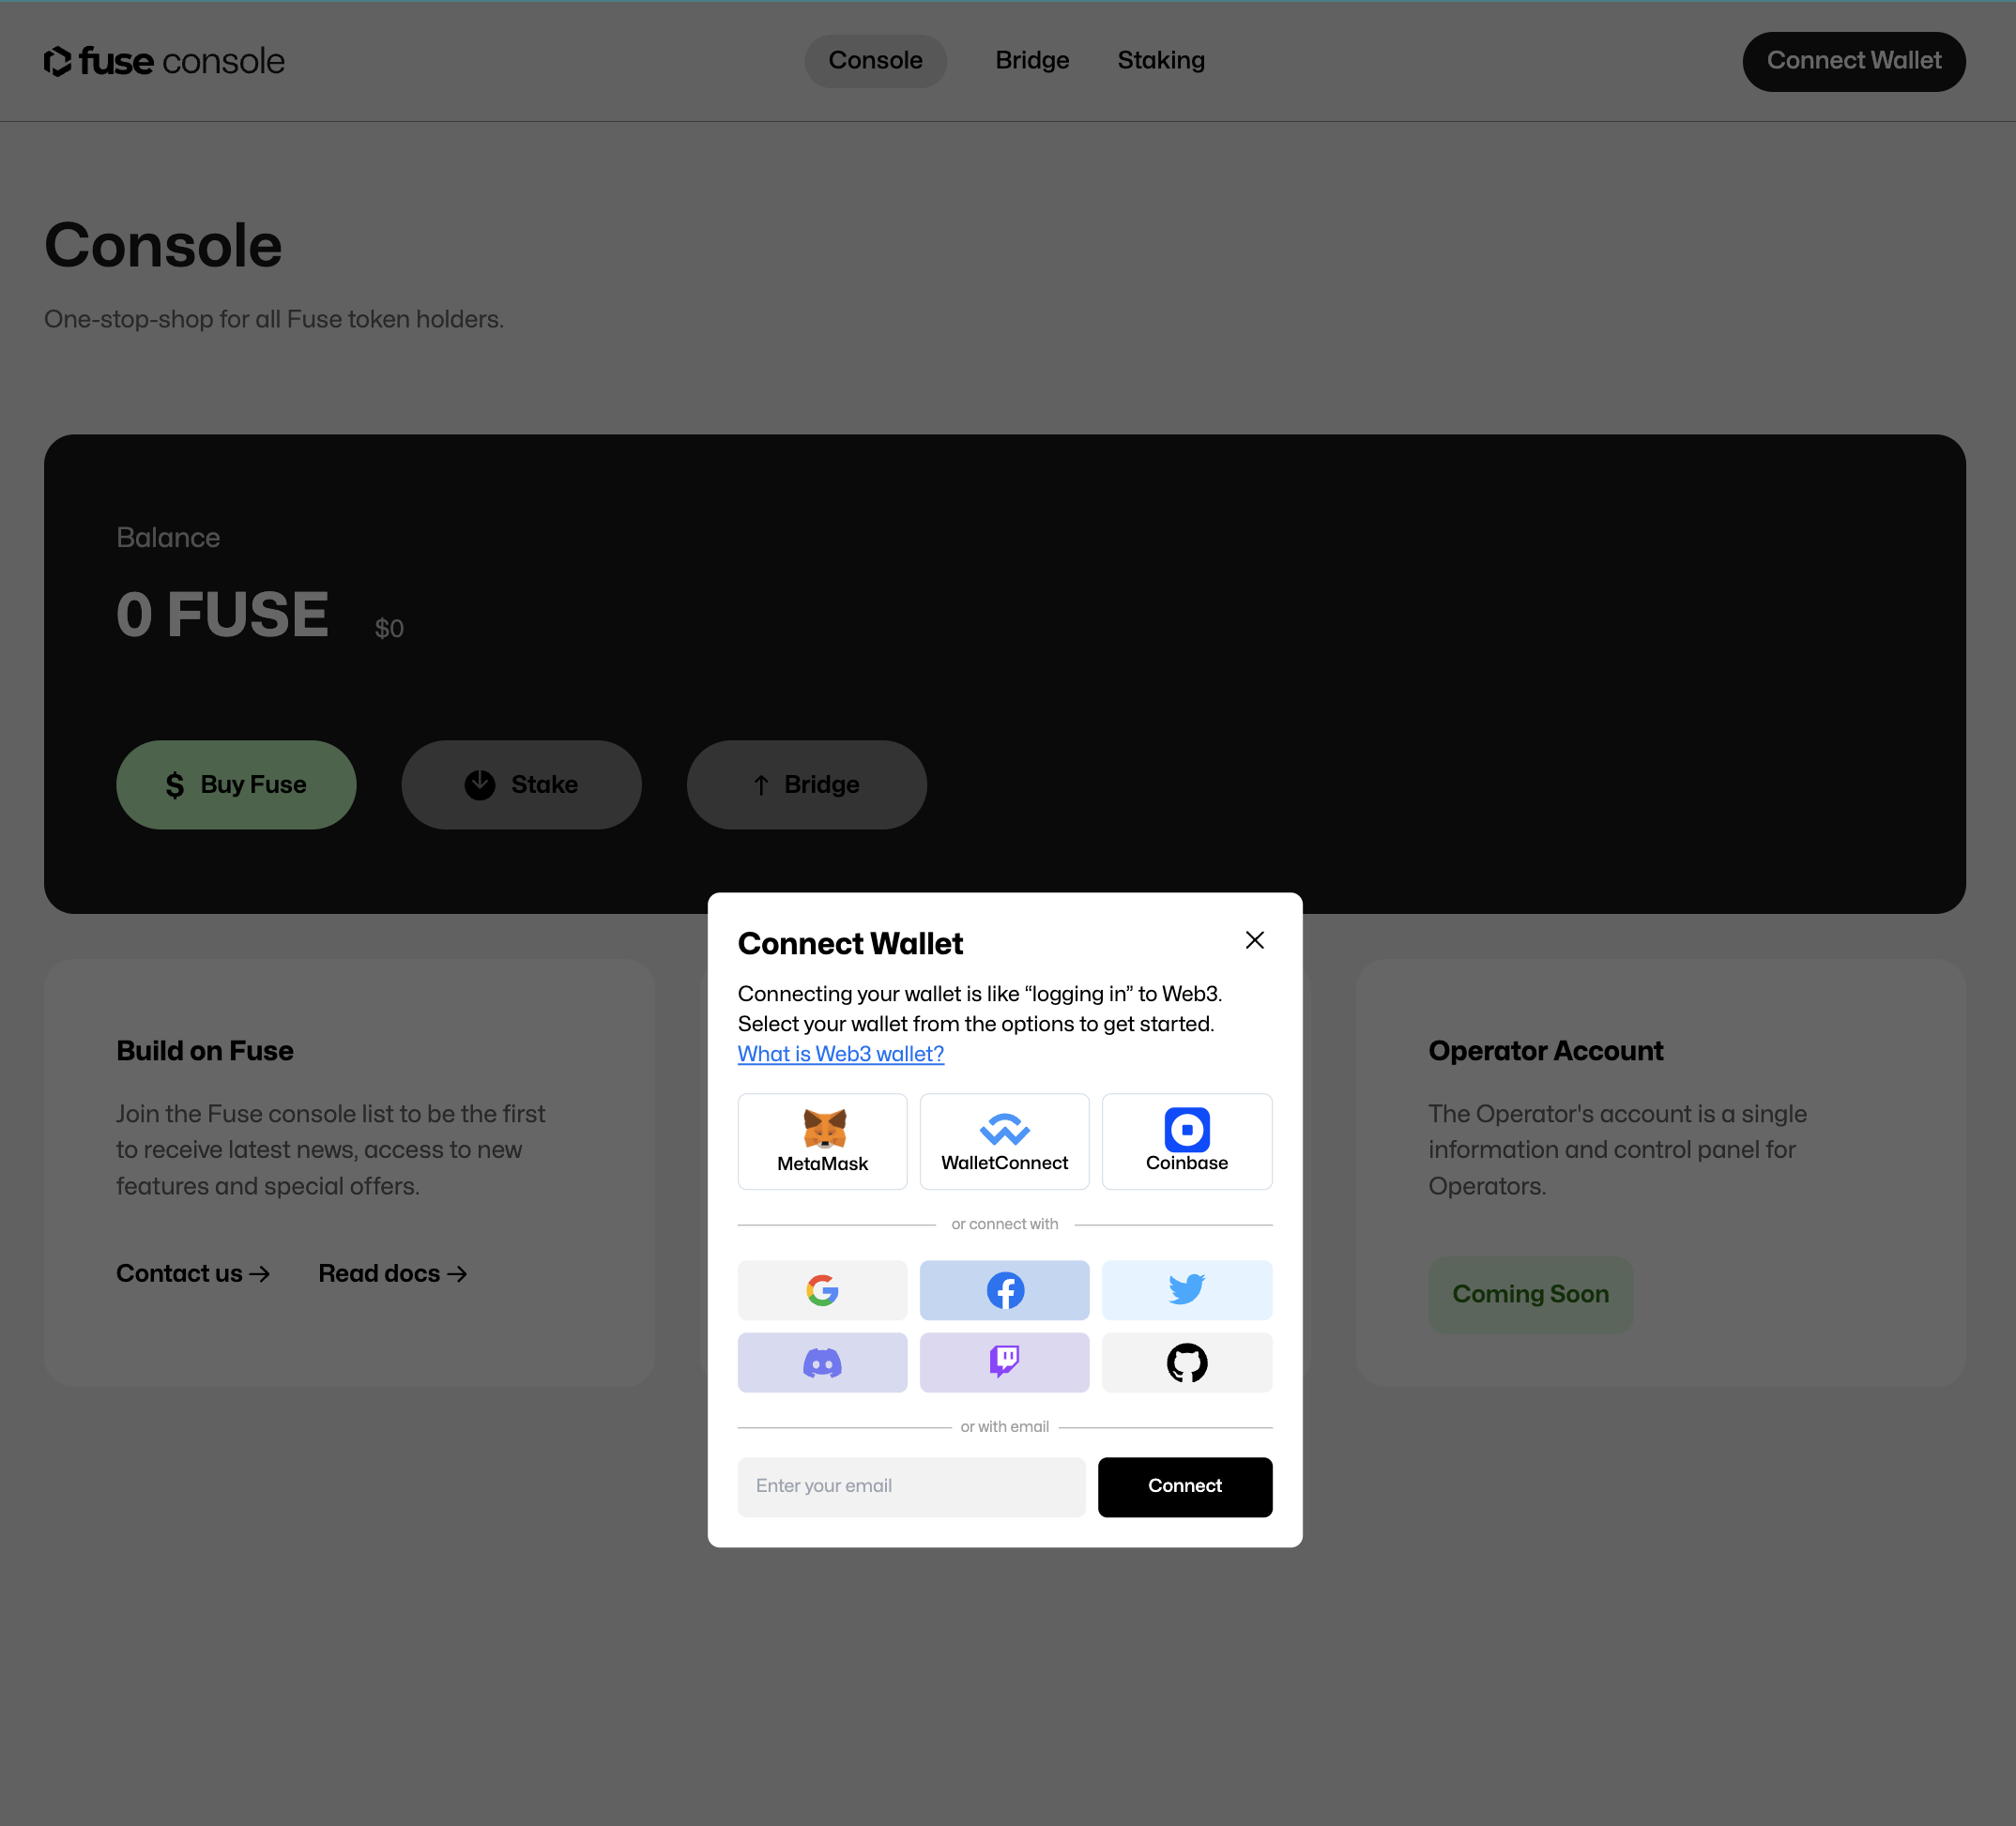 fuse console
Console
Bridge
Staking
Connect Wallet
Console
One-stop-shop for all Fuse token holders.
Balance
0 FUSE
$0
$ Buy Fuse
Stake
Bridge
Build on Fuse
Join the Fuse console list to be the first
to receive latest news, access to new
features and special offers.
Contact us →
Read docs →
Connect Wallet
Connecting your wallet is like “logging in” to Web3.
Select your wallet from the options to get started.
What is Web3 wallet?
MetaMask
WalletConnect
Coinbase
or connect with
or with email
Enter your email
Connect
Operator Account
The Operator's account is a single
information and control panel for
Operators.
Coming Soon